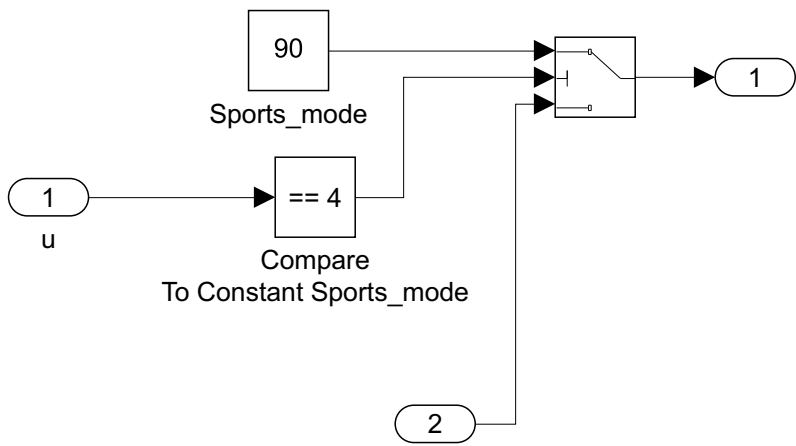 90
Sports_mode
1
1
u
== 4
Compare
To Constant Sports_mode
2